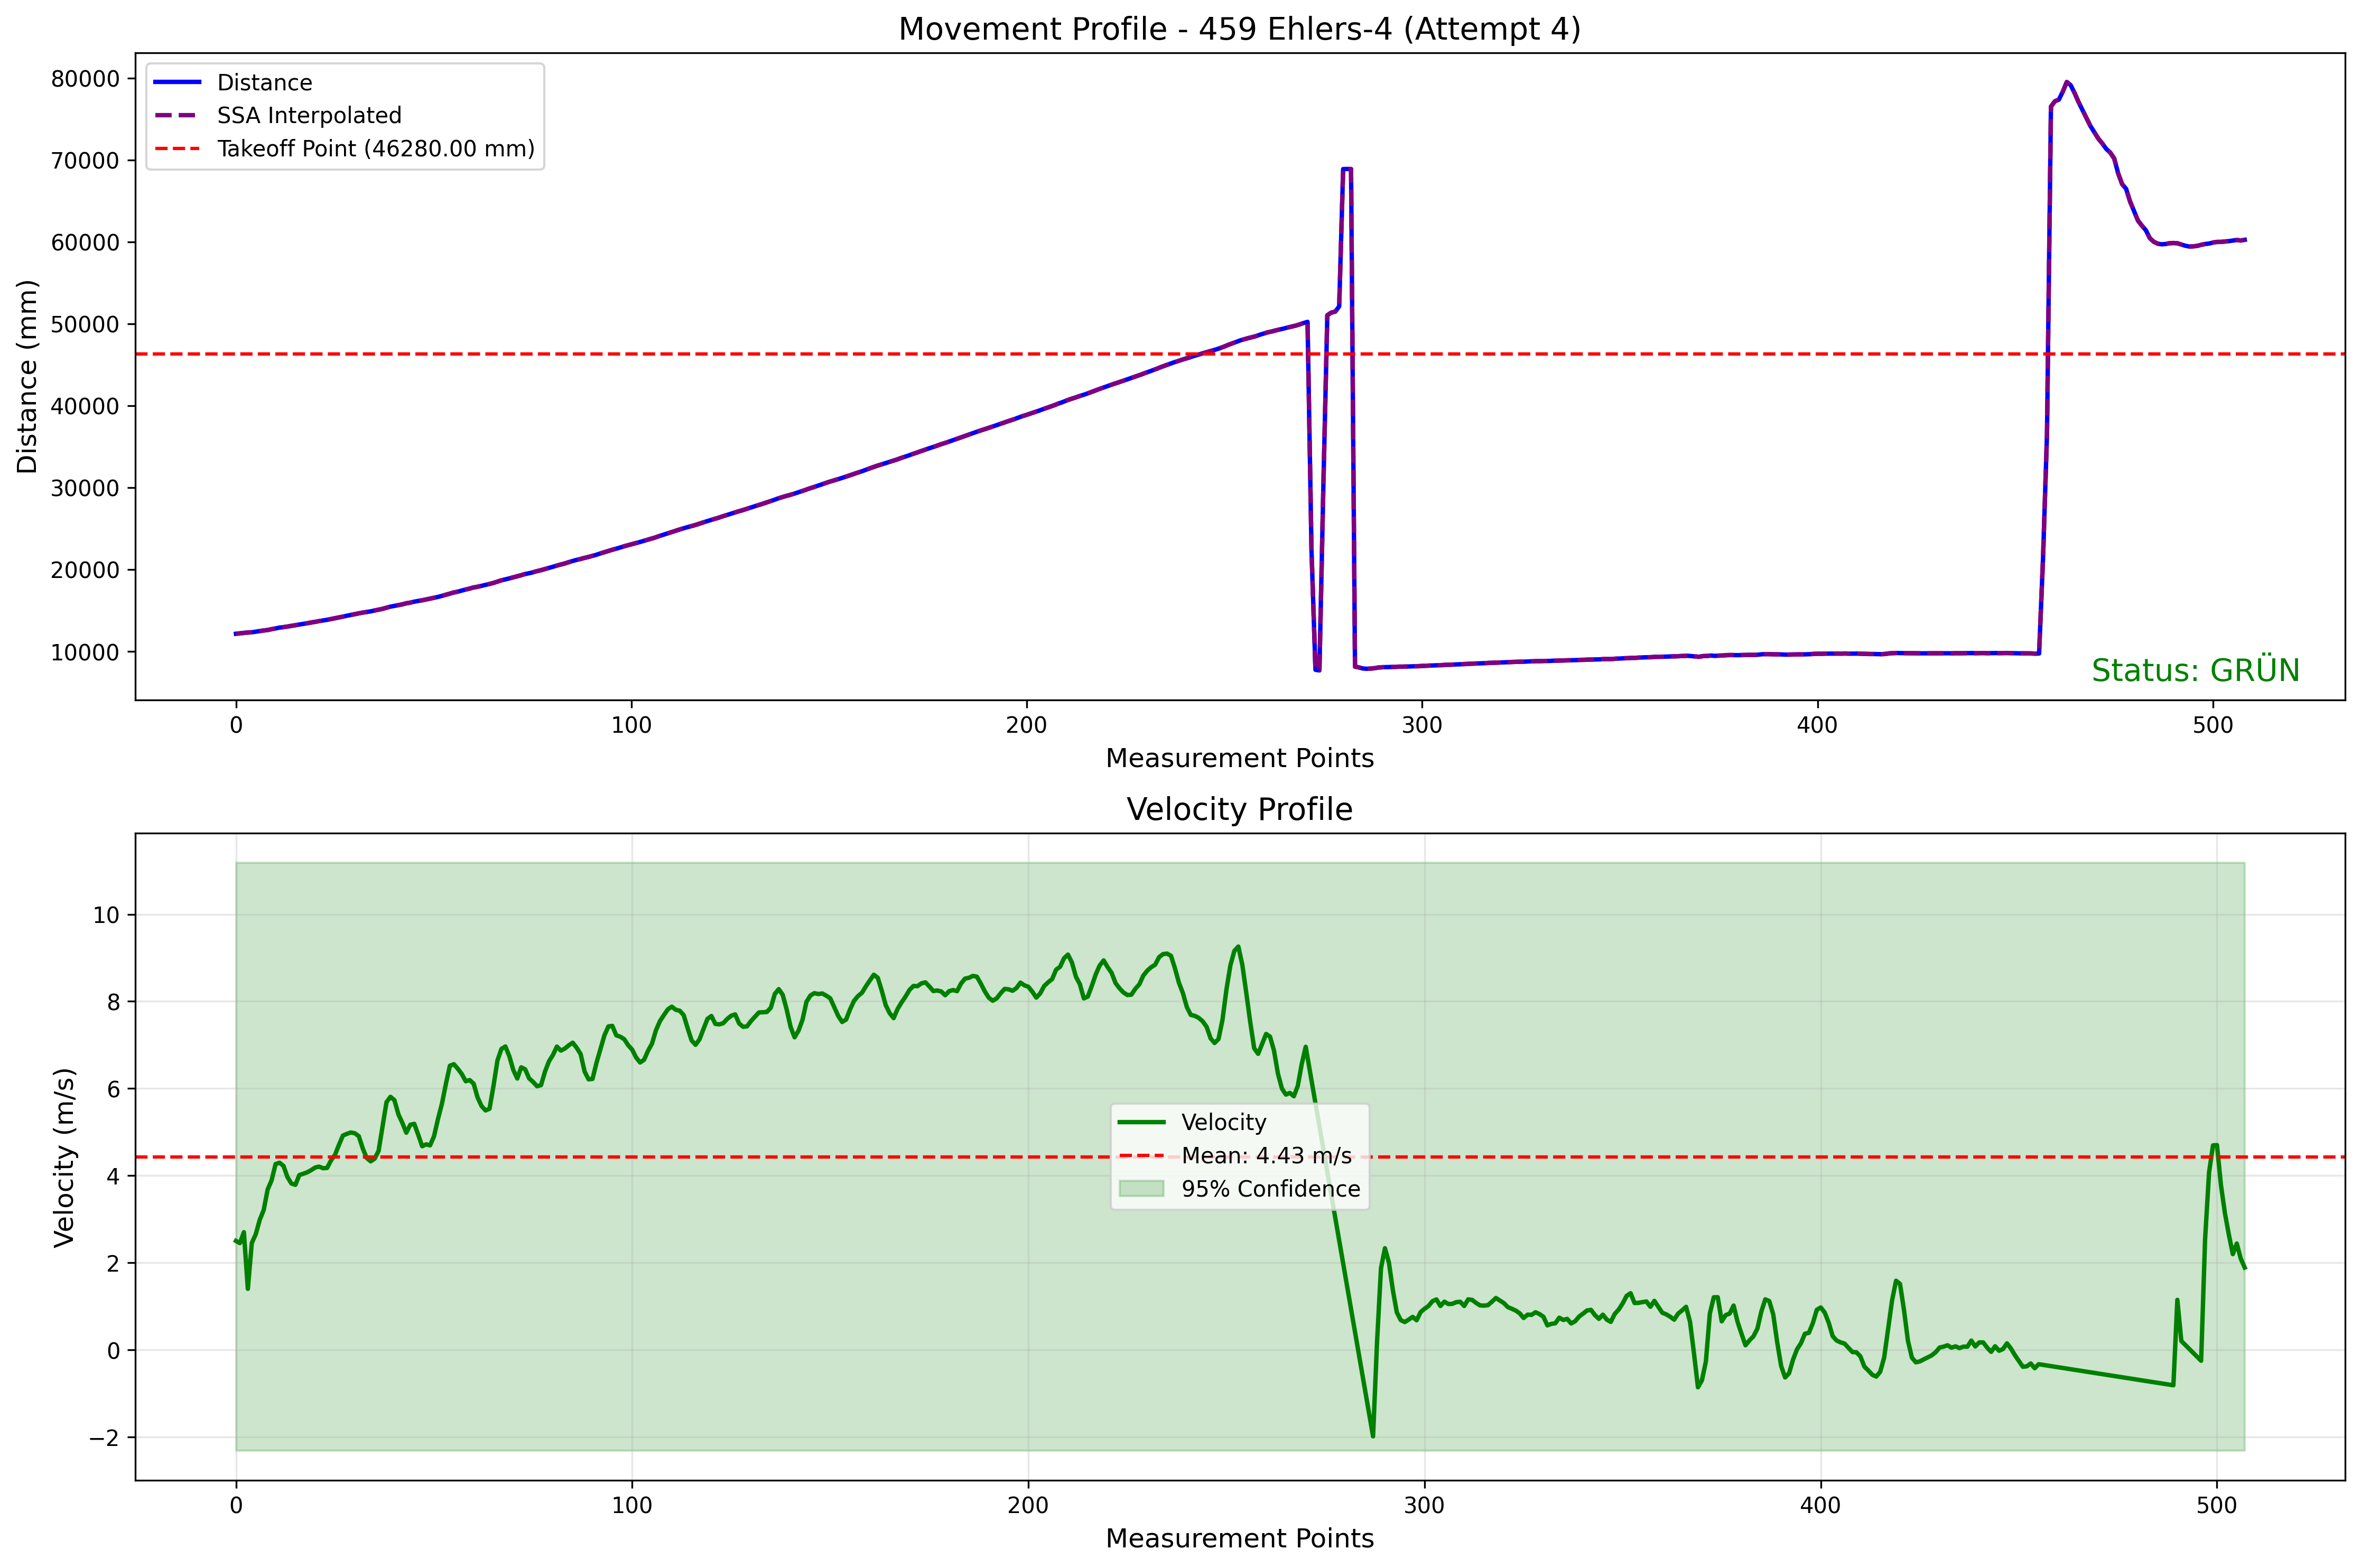 Movement Profile - 459 Ehlers-4 (Attempt 4)
Distance
SSA Interpolated
Takeoff Point (46280.00 mm)
80000
70000
60000
50000
40000
30000
20000
10000
Distance (mm)
Status: GRÜN
0
100
200
300
400
500
Measurement Points
Velocity Profile
10
8
6
4
2
0
−2
Velocity (m/s)
Velocity
Mean: 4.43 m/s
95% Confidence
0
100
200
300
400
500
Measurement Points